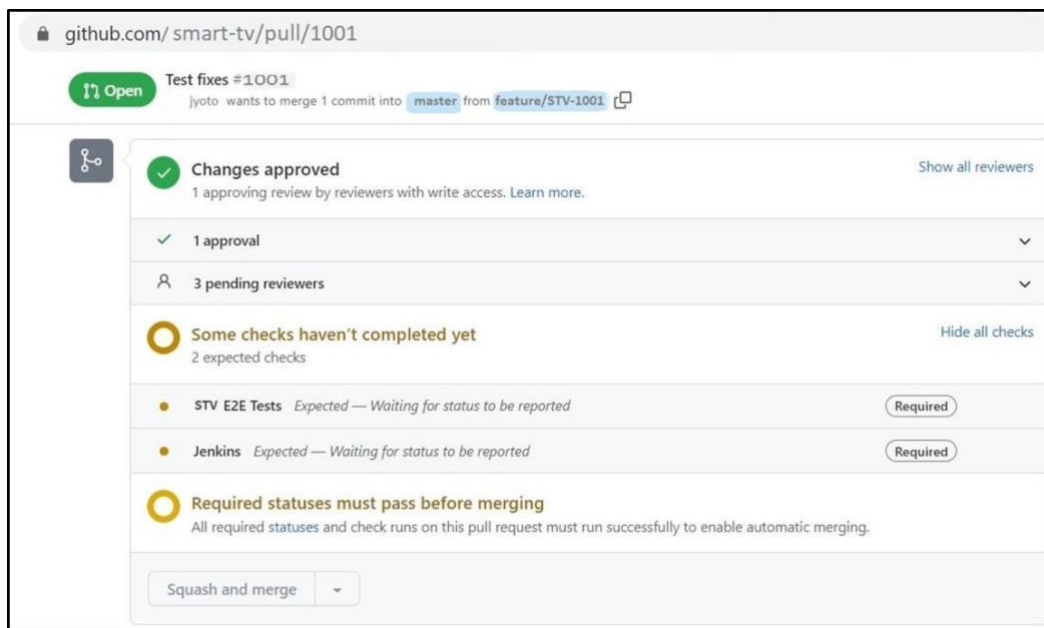 github.com/ smart-tv/pull/1001
Open
Test fixes #1001
jyoto wants to merge 1 commit into master from feature/STV-1001
Changes approved
Show all reviewers
1 approving review by reviewers with write access. Learn more.
1 approval
3 pending reviewers
Some checks haven't completed yet
Hide all checks
2 expected checks
STV E2E Tests Expected — Waiting for status to be reported Required
Jenkins Expected — Waiting for status to be reported Required
Required statuses must pass before merging
All required statuses and check runs on this pull request must run successfully to enable automatic merging.
Squash and merge